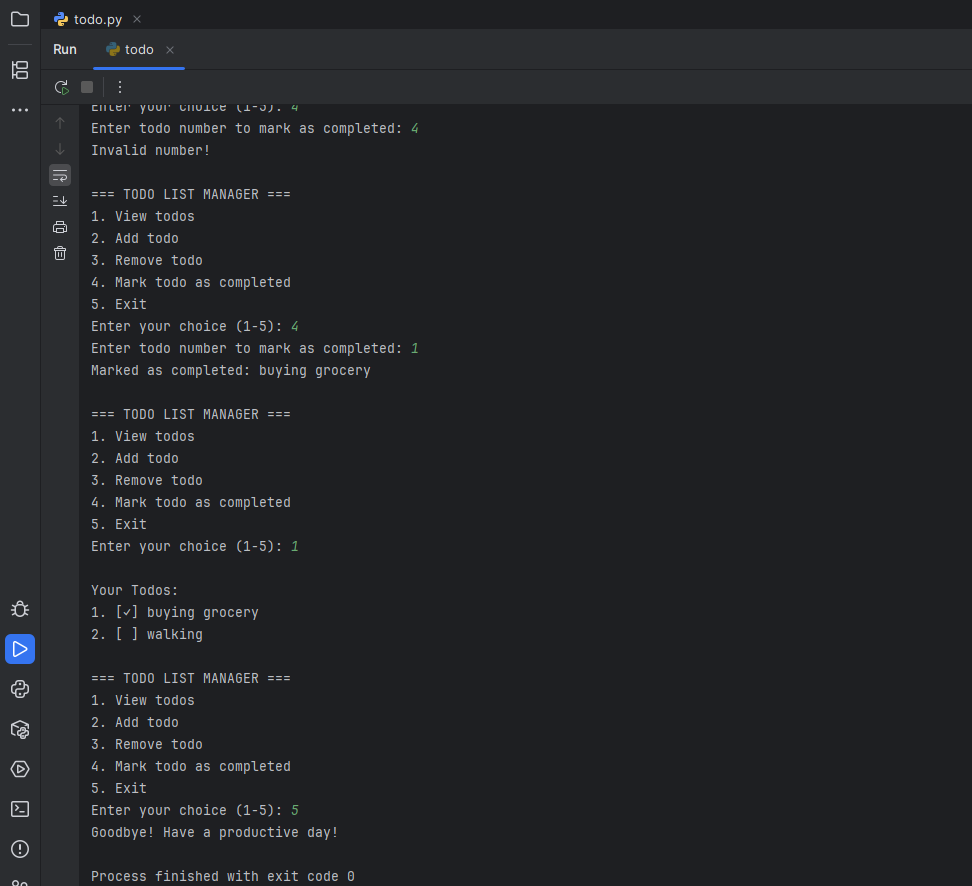 todo.py
Run todo
Enter your choice (1-5): 4
Enter todo number to mark as completed: 4
Invalid number!
=== TODO LIST MANAGER ===
1. View todos
2. Add todo
3. Remove todo
4. Mark todo as completed
5. Exit
Enter your choice (1-5): 4
Enter todo number to mark as completed: 1
Marked as completed: buying grocery
=== TODO LIST MANAGER ===
1. View todos
2. Add todo
3. Remove todo
4. Mark todo as completed
5. Exit
Enter your choice (1-5): 1
Your Todos:
1. [✓] buying grocery
2. [ ] walking
=== TODO LIST MANAGER ===
1. View todos
2. Add todo
3. Remove todo
4. Mark todo as completed
5. Exit
Enter your choice (1-5): 5
Goodbye! Have a productive day!
Process finished with exit code 0